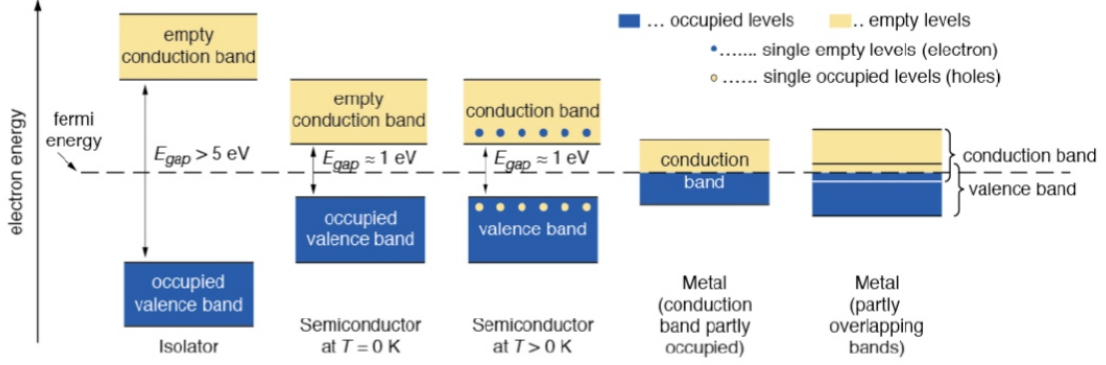 ... occupied levels
.. empty levels
....... single empty levels (electron)
...... single occupied levels (holes)
electron energy
fermi
energy
empty
conduction band
E gap > 5 eV
occupied
valence band
Isolator
empty
conduction band
E gap ≈ 1 eV
occupied
valence band
Semiconductor
at T = 0 K
conduction band
E gap ≈ 1 eV
valence band
Semiconductor
at T > 0 K
conduction
band
Metal
(conduction
band partly
occupied)
conduction band
valence band
Metal
(partly
overlapping
bands)